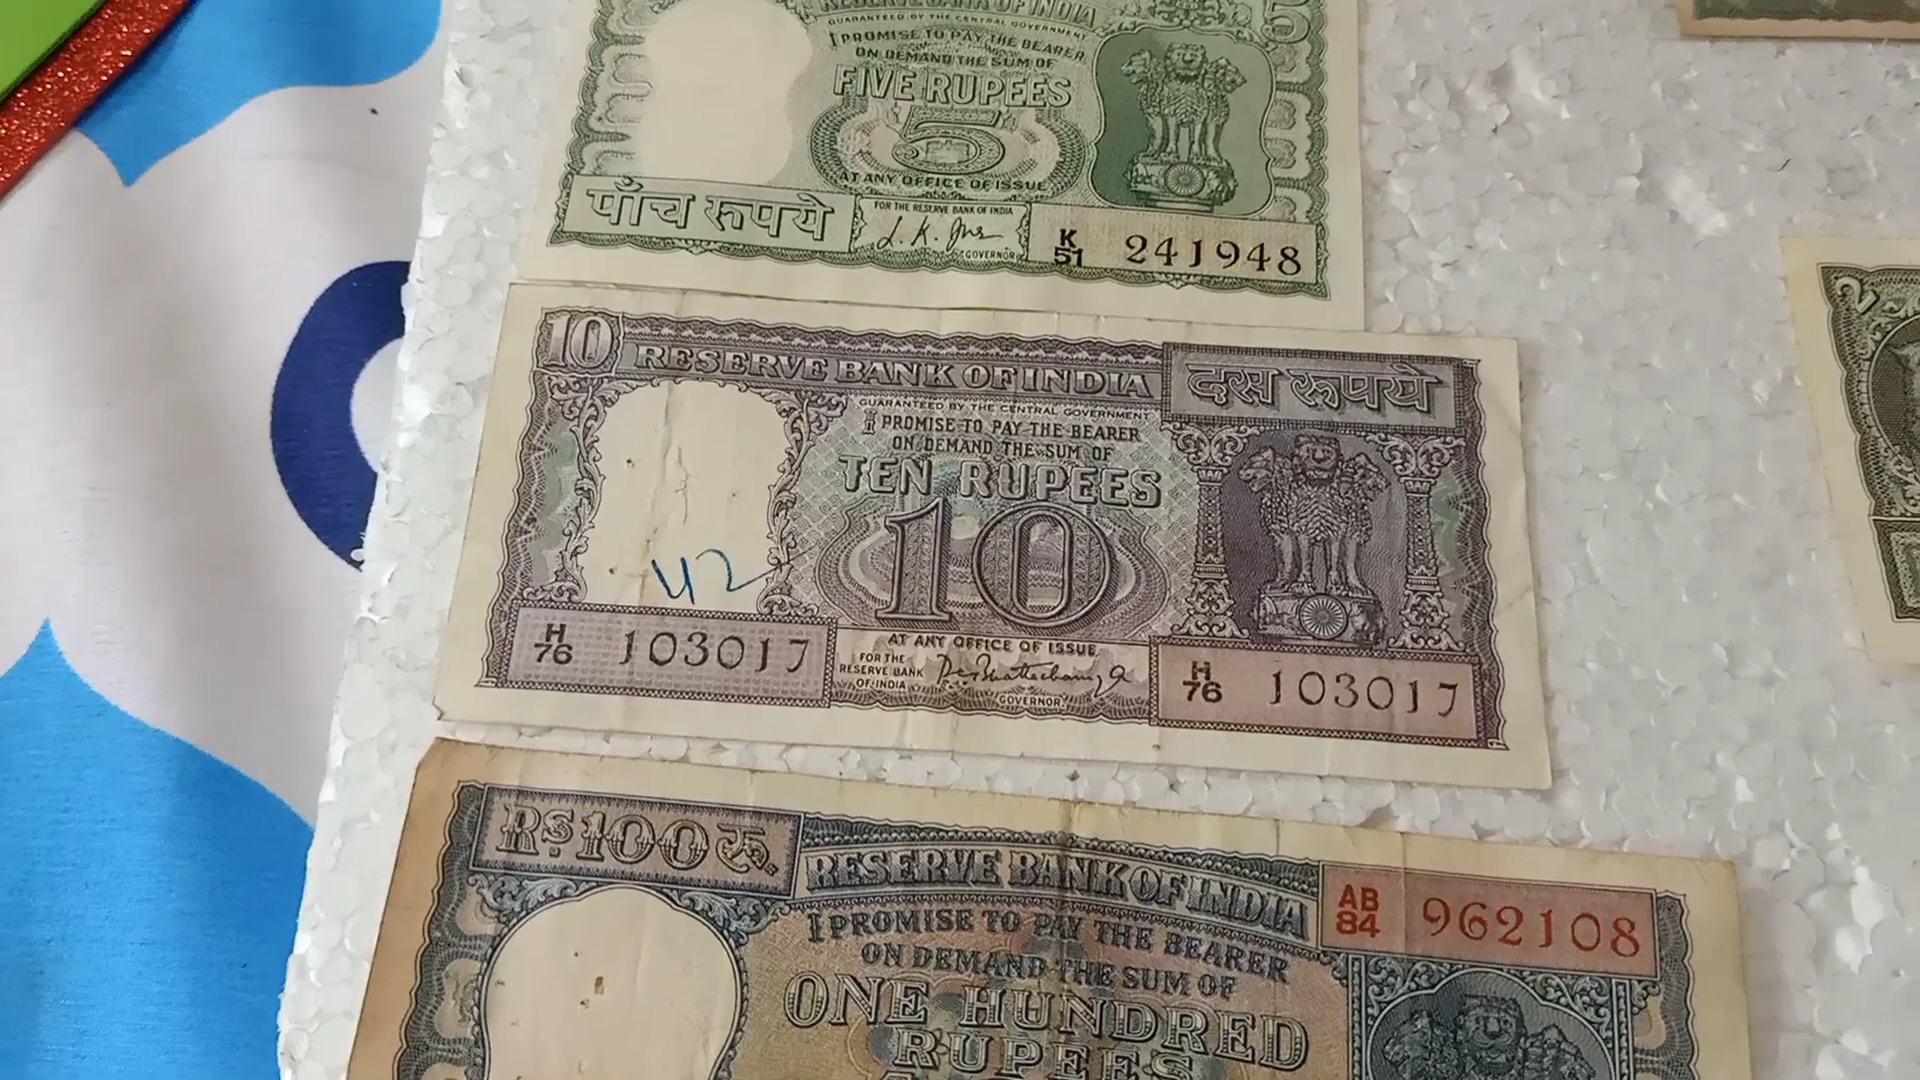 RESERVE BANK OF INDIA
5
GUARANTEED BY THE CENTRAL GOVERNMENT
I PROMISE TO PAY THE BEARER
ON DEMAND THE SUM OF
FIVE RUPEES
5
AT ANY OFFICE OF ISSUE
पाँच रुपये
FOR THE RESERVE BANK OF INDIA
GOVERNOR
K
51 241948
10 RESERVE BANK OF INDIA दस रुपये
GUARANTEED BY THE CENTRAL GOVERNMENT
I PROMISE TO PAY THE BEARER
ON DEMAND THE SUM OF
TEN RUPEES
10
42
AT ANY OFFICE OF ISSUE
H
76 103017
FOR THE
RESERVE BANK
OF INDIA
GOVERNOR
H
76 103017
RS. 100 रु.
RESERVE BANK OF INDIA
AB
84 962108
I PROMISE TO PAY THE BEARER
ON DEMAND THE SUM OF
ONE HUNDRED
RUPEES
2